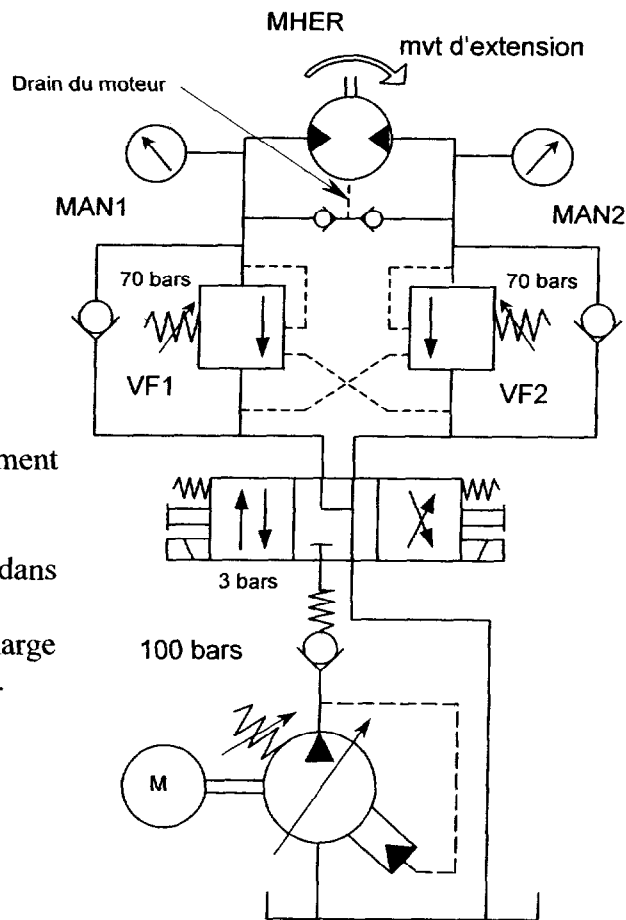 MHER
mvt d'extension
Drain du moteur
MAN1
MAN2
70 bars
70 bars
VF1
VF2
ment
dans
3 bars
arge
100 bars
.
M